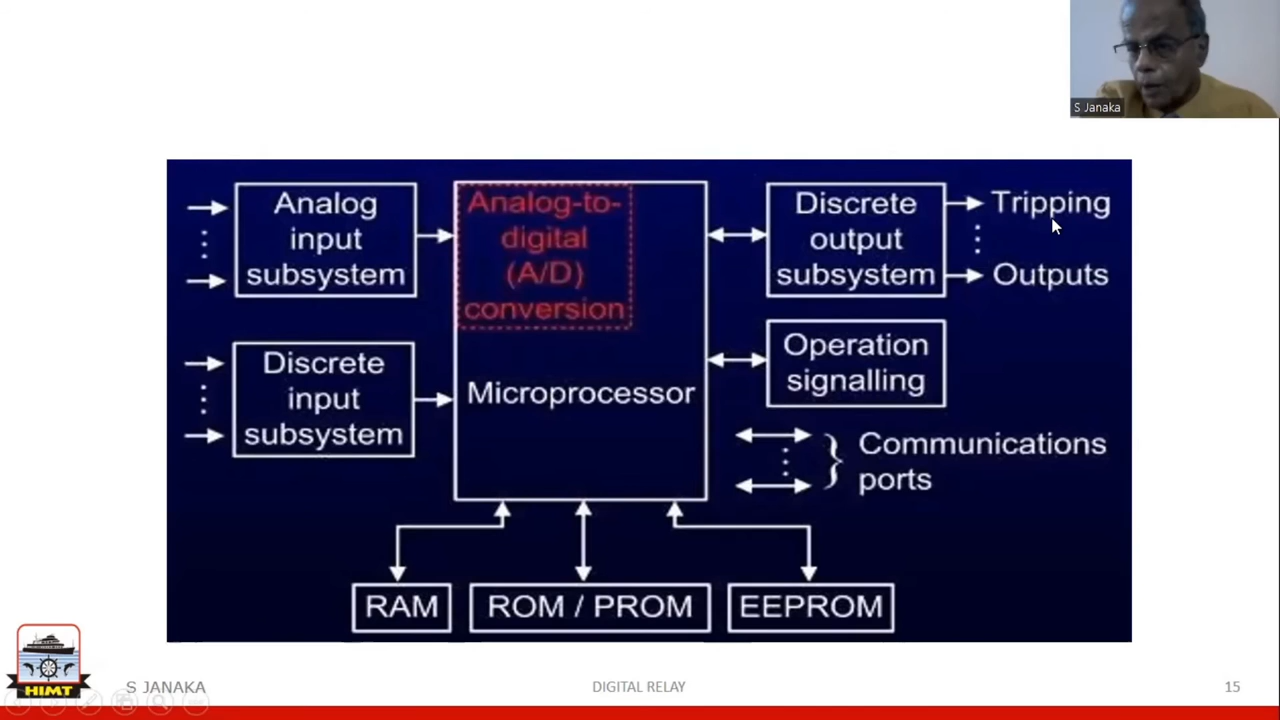 S Janaka
Analog
input
subsystem
Analog-to-
digital
(A/D)
conversion
Discrete
output
subsystem
Tripping
Outputs
Discrete
input
subsystem
Microprocessor
Operation
signalling
Communications
ports
RAM
ROM / PROM
EEPROM
HIMT
S JANAKA
DIGITAL RELAY
15